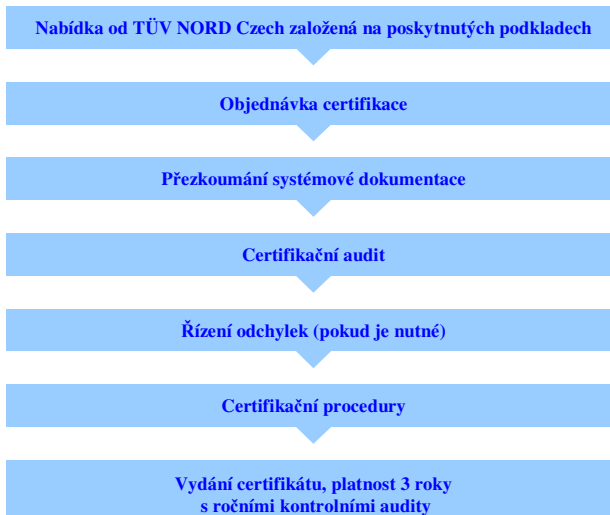 Nabídka od TÜV NORD Czech založená na poskytnutých podkladech
Objednávka certifikace
Přezkoumání systémové dokumentace
Certifikační audit
Řízení odchylek (pokud je nutné)
Certifikační procedury
Vydání certifikátu, platnost 3 roky
s ročními kontrolními audity